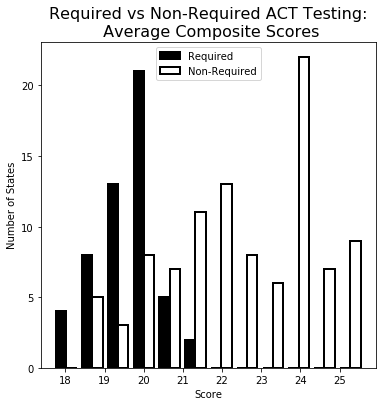 Required vs Non-Required ACT Testing:
Average Composite Scores
Required
Non-Required
20
15
10
5
0
Number of States
18 19 20 21 22 23 24 25
Score